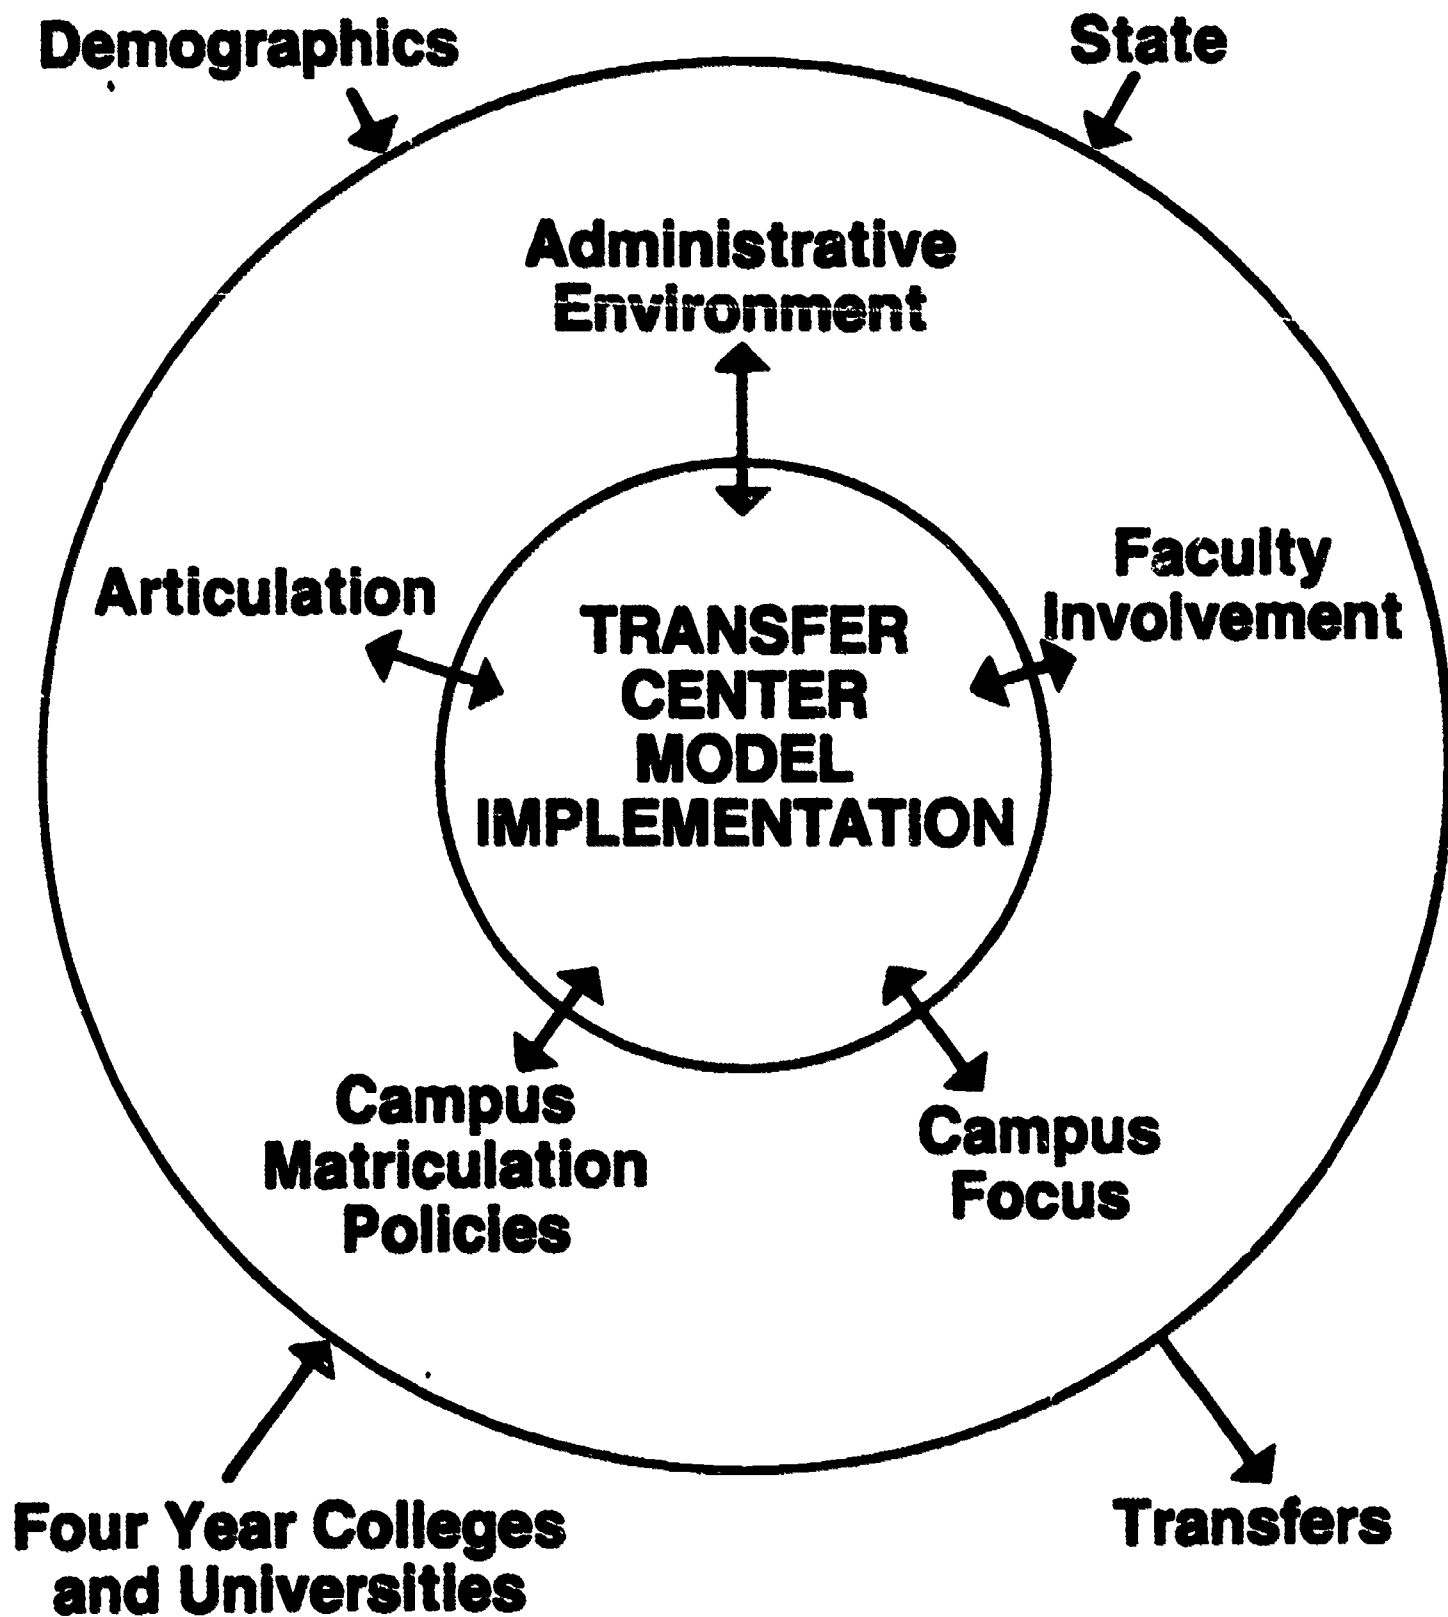 Demographics
State
Administrative
Environment
Articulation
Faculty
Involvement
TRANSFER
CENTER
MODEL
IMPLEMENTATION
Campus
Matriculation
Policies
Campus
Focus
Four Year Colleges
and Universities
Transfers